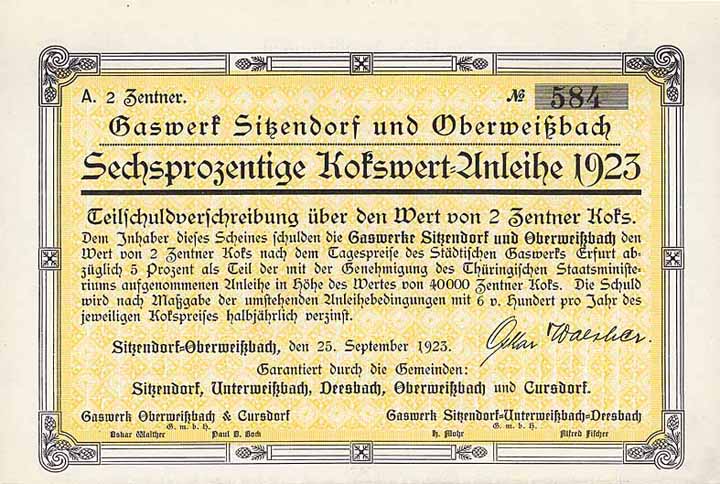 A. 2 Zentner. № 584
Gaswerk Sitzendorf und Oberweißbach
Sechsprozentige Kokswert-Anleihe 1923
Teilschuldverschreibung über den Wert von 2 Zentner Koks.
Dem Inhaber dieses Scheines schulden die Gaswerke Sitzendorf und Oberweißbach den
Wert von 2 Zentner Koks nach dem Tagespreise des Städtischen Gaswerks Erfurt ab-
züglich 5 Prozent als Teil der mit der Genehmigung des Thüringischen Staatsministe-
riums aufgenommenen Anleihe in Höhe des Wertes von 40000 Zentner Koks. Die Schuld
wird nach Maßgabe der umstehenden Anleihebedingungen mit 6 v. Hundert pro Jahr des
jeweiligen Kokspreises halbjährlich verzinst.
Sitzendorf-Oberweißbach, den 25. September 1923.
Oskar Walther.
Garantiert durch die Gemeinden:
Sitzendorf, Unterweißbach, Deesbach, Oberweißbach und Cursdorf.
Gaswerk Oberweißbach & Cursdorf Gaswerk Sitzendorf-Unterweißbach-Deesbach
G. m. b. H. G. m. b. H.
Oskar Walther Paul D. Bock H. Mohr Alfred Fischer